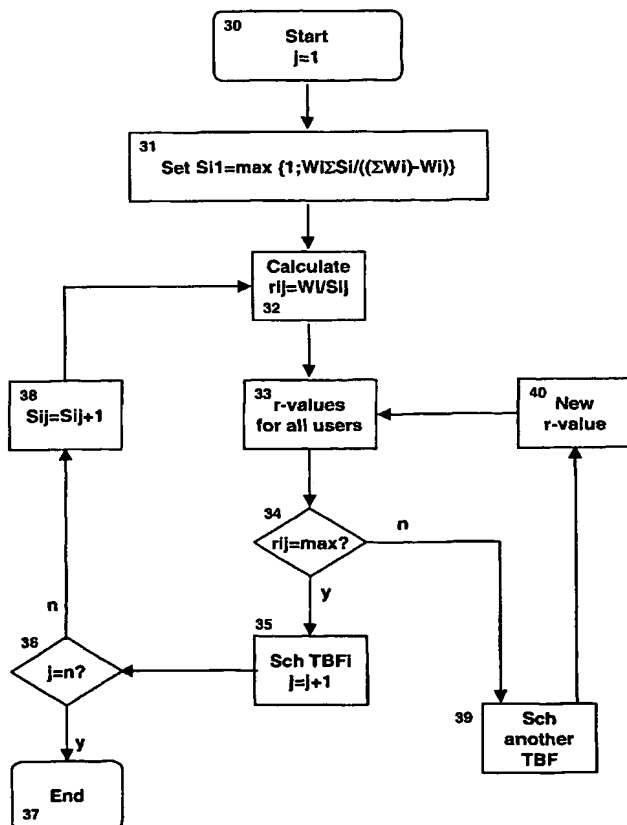 30
Start
j=1
31
Set Si1=max {1;WiΣSi/((ΣWi)-Wi)}
Calculate
rij=Wi/Sij
32
38
Sij=Sij+1
33
r-values
for all users
40
New
r-value
34
rij=max?
n
y
n
36
j=n?
35
Sch TBFi
j=j+1
39
Sch
another
TBF
y
End
37